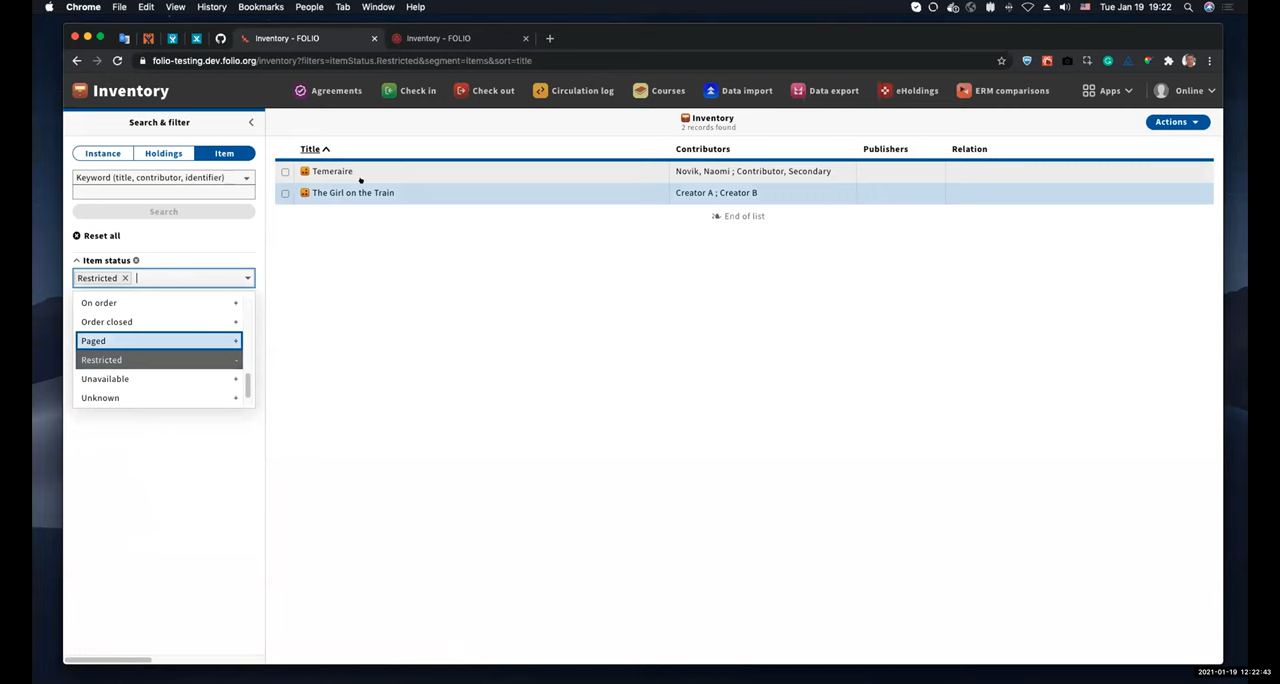 Chrome File Edit View History Bookmarks People Tab Window Help Tue Jan 19 19:22
Inventory - FOLIO Inventory - FOLIO
folio-testing.dev.folio.org/inventory?filters=itemStatus.Restricted&segment=items&sort=title
Inventory Agreements Check in Check out Circulation log Courses Data import Data export eHoldings ERM comparisons Apps Online
Search & filter
Inventory
2 records found
Actions
Instance Holdings Item
Title Contributors Publishers Relation
Keyword (title, contributor, identifier)
Temeraire Novik, Naomi ; Contributor, Secondary
The Girl on the Train Creator A ; Creator B
Search
End of list
Reset all
Item status
Restricted
On order +
Order closed +
Paged +
Restricted -
Unavailable +
Unknown +
2021-01-19 12:22:43